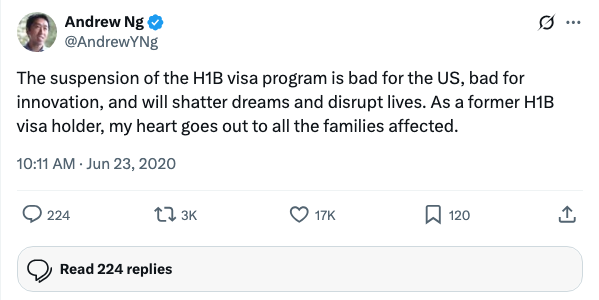 Andrew Ng
@AndrewYNg
The suspension of the H1B visa program is bad for the US, bad for
innovation, and will shatter dreams and disrupt lives. As a former H1B
visa holder, my heart goes out to all the families affected.
10:11 AM · Jun 23, 2020
224 3K 17K 120
Read 224 replies